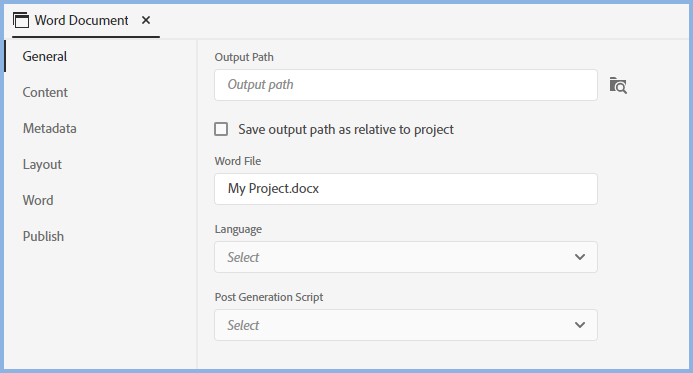 Word Document
General
Content
Metadata
Layout
Word
Publish
Output Path
Output path
Save output path as relative to project
Word File
My Project.docx
Language
Select
Post Generation Script
Select